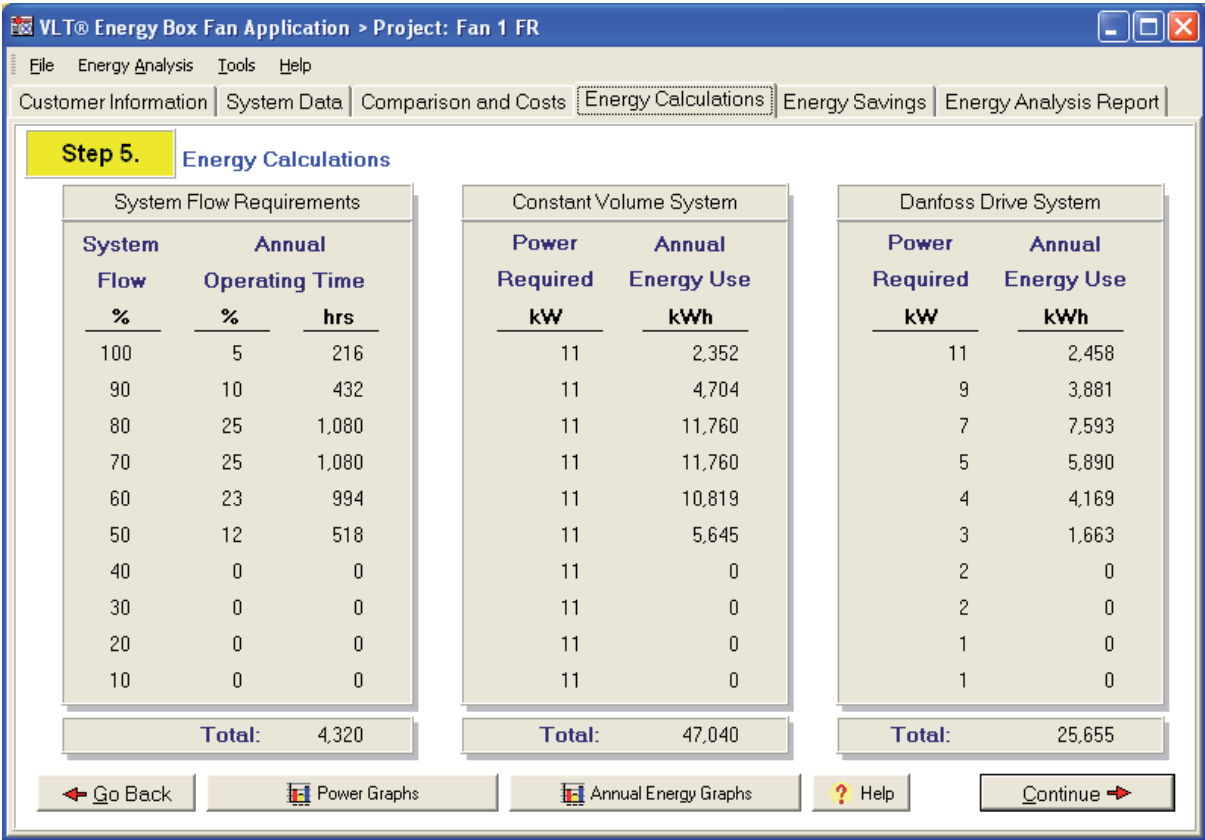 VLT® Energy Box Fan Application > Project: Fan 1 FR
File Energy Analysis Tools Help
Customer Information System Data Comparison and Costs Energy Calculations Energy Savings Energy Analysis Report
Step 5. Energy Calculations
System Flow Requirements Constant Volume System Danfoss Drive System
System Annual Power Annual Power Annual
Flow Operating Time Required Energy Use Required Energy Use
% % hrs kW kWh kW kWh
100 5 216 11 2,352 11 2,458
90 10 432 11 4,704 9 3,881
80 25 1,080 11 11,760 7 7,593
70 25 1,080 11 11,760 5 5,890
60 23 994 11 10,819 4 4,169
50 12 518 11 5,645 3 1,663
40 0 0 11 0 2 0
30 0 0 11 0 2 0
20 0 0 11 0 1 0
10 0 0 11 0 1 0
Total: 4,320 Total: 47,040 Total: 25,655
Go Back Power Graphs Annual Energy Graphs ? Help Continue